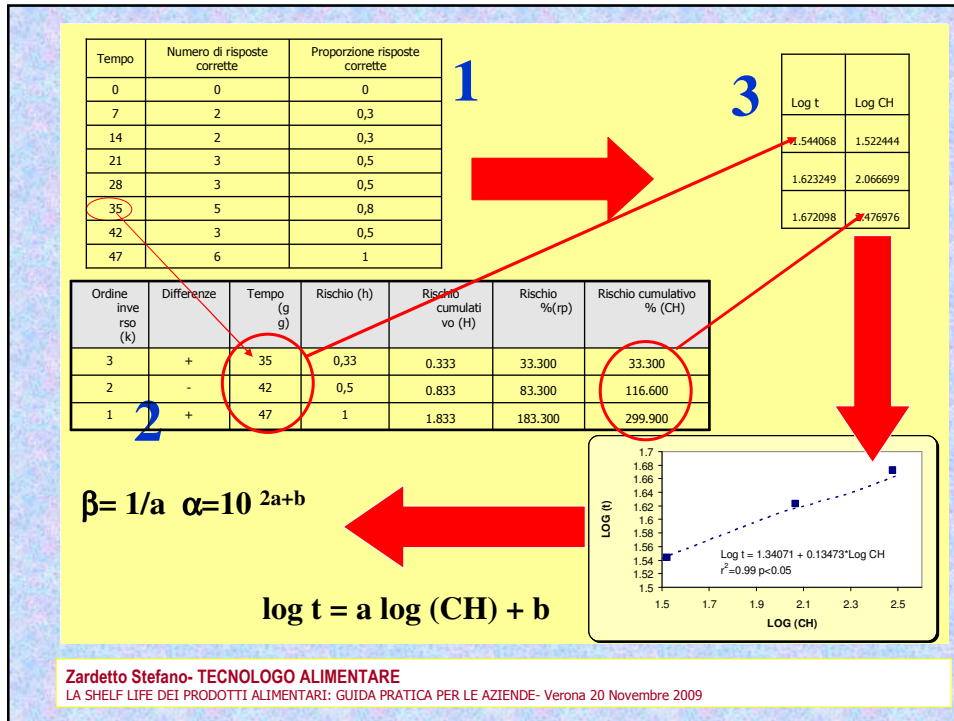 1
Tempo Numero di risposte corrette Proporzione risposte corrette
0 0 0
7 2 0,3
14 2 0,3
21 3 0,5
28 3 0,5
35 5 0,8
42 3 0,5
47 6 1
3
Log t Log CH
1.544068 1.522444
1.623249 2.066699
1.672098 2.476976
2
Ordine inve rso (k) Differenze Tempo (g g) Rischio (h) Rischio cumulati vo (H) Rischio %(rp) Rischio cumulativo % (CH)
3 + 35 0,33 0.333 33.300 33.300
2 - 42 0,5 0.833 83.300 116.600
1 + 47 1 1.833 183.300 299.900
β= 1/a α=10 2a+b
log t = a log (CH) + b
LOG (t)
1.7
1.68
1.66
1.64
1.62
1.6
1.58
1.56
1.54
1.52
1.5
Log t = 1.34071 + 0.13473*Log CH
r2=0.99 p<0.05
1.5 1.7 1.9 2.1 2.3 2.5
LOG (CH)
Zardetto Stefano- TECNOLOGO ALIMENTARE
LA SHELF LIFE DEI PRODOTTI ALIMENTARI: GUIDA PRATICA PER LE AZIENDE- Verona 20 Novembre 2009